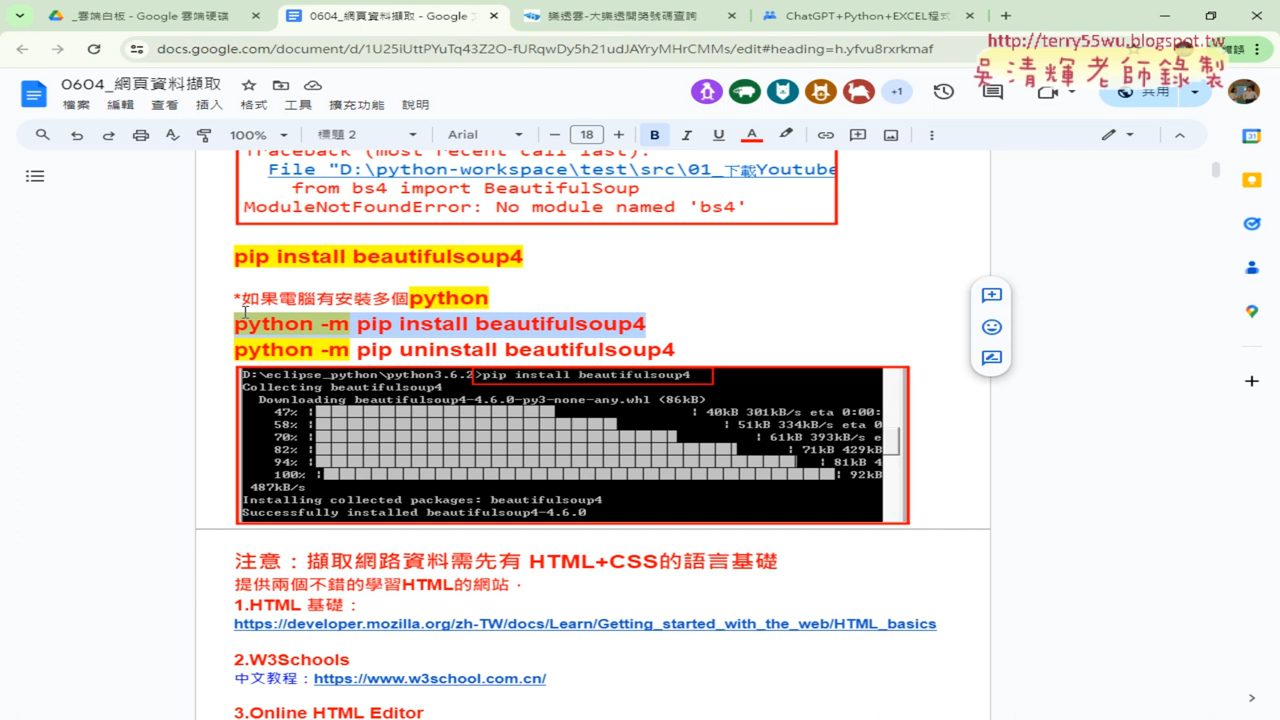 _雲端白板 - Google 雲端硬碟
0604_網頁資料擷取 - Google
樂透雲-大樂透開獎號碼查詢
ChatGPT+Python+EXCEL程式
docs.google.com/document/d/1U25iUttPYuTq43Z2O-fURqwDy5h21udJAYryMHrCMMs/edit#heading=h.yfvu8rxrkmaf
http://terry55wu.blogspot.tw
吳清輝老師錄製
0604_網頁資料擷取
檔案 編輯 查看 插入 格式 工具 擴充功能 說明
+1
共用
100% 標題 2 Arial 18 B I U A
Traceback (most recent call last):
File "D:\python-workspace\test\src\01_下載Youtube
from bs4 import BeautifulSoup
ModuleNotFoundError: No module named 'bs4'
pip install beautifulsoup4
*如果電腦有安裝多個python
python -m pip install beautifulsoup4
python -m pip uninstall beautifulsoup4
D:\eclipse_python\python3.6.2>pip install beautifulsoup4
Collecting beautifulsoup4
Downloading beautifulsoup4-4.6.0-py3-none-any.whl (86kB)
47% 40kB 301kB/s eta 0:00:
58% 51kB 334kB/s eta 0
70% 61kB 393kB/s e
82% 71kB 429kB
94% 81kB 4
100% 92kB
487kB/s
Installing collected packages: beautifulsoup4
Successfully installed beautifulsoup4-4.6.0
注意：擷取網路資料需先有 HTML+CSS的語言基礎
提供兩個不錯的學習HTML的網站，
1.HTML 基礎：
https://developer.mozilla.org/zh-TW/docs/Learn/Getting_started_with_the_web/HTML_basics
2.W3Schools
中文教程：https://www.w3school.com.cn/
3.Online HTML Editor